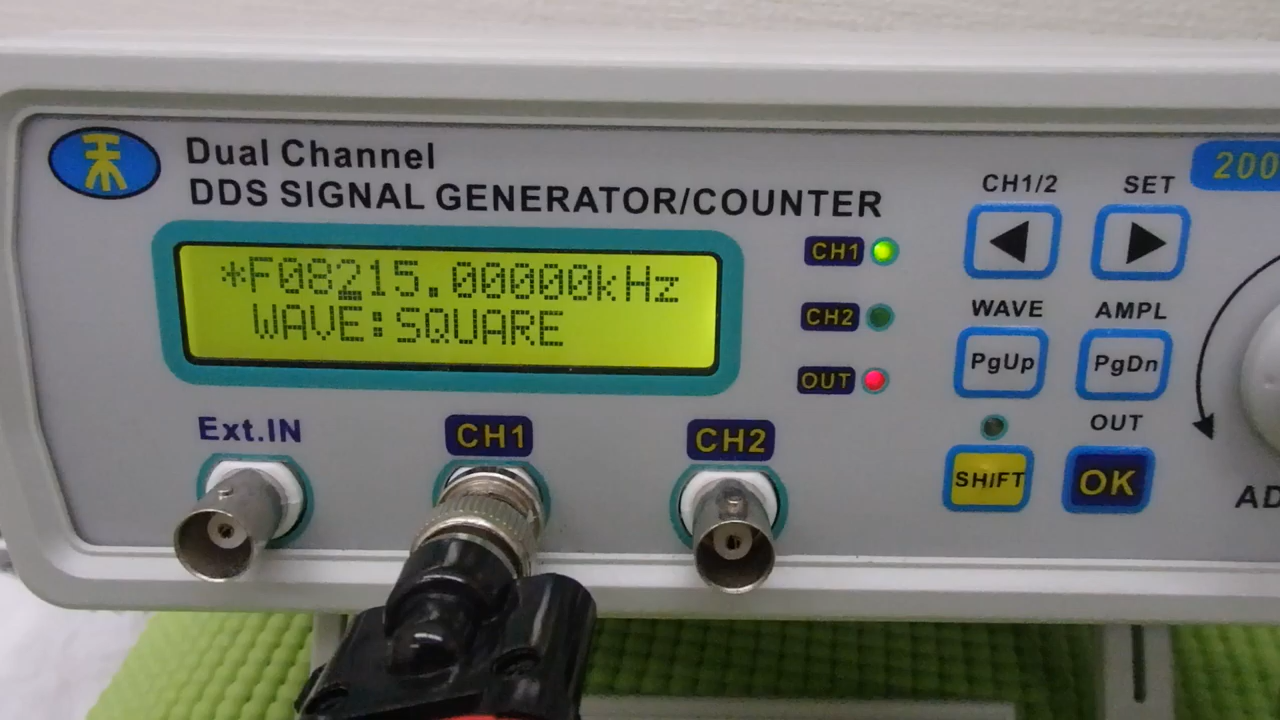 Dual Channel
DDS SIGNAL GENERATOR/COUNTER
*F08215.00000kHz
WAVE:SQUARE
CH1
CH2
OUT
CH1/2
SET
200
WAVE
AMPL
PgUp
PgDn
OUT
SHIFT
OK
Ext.IN
CH1
CH2
AD